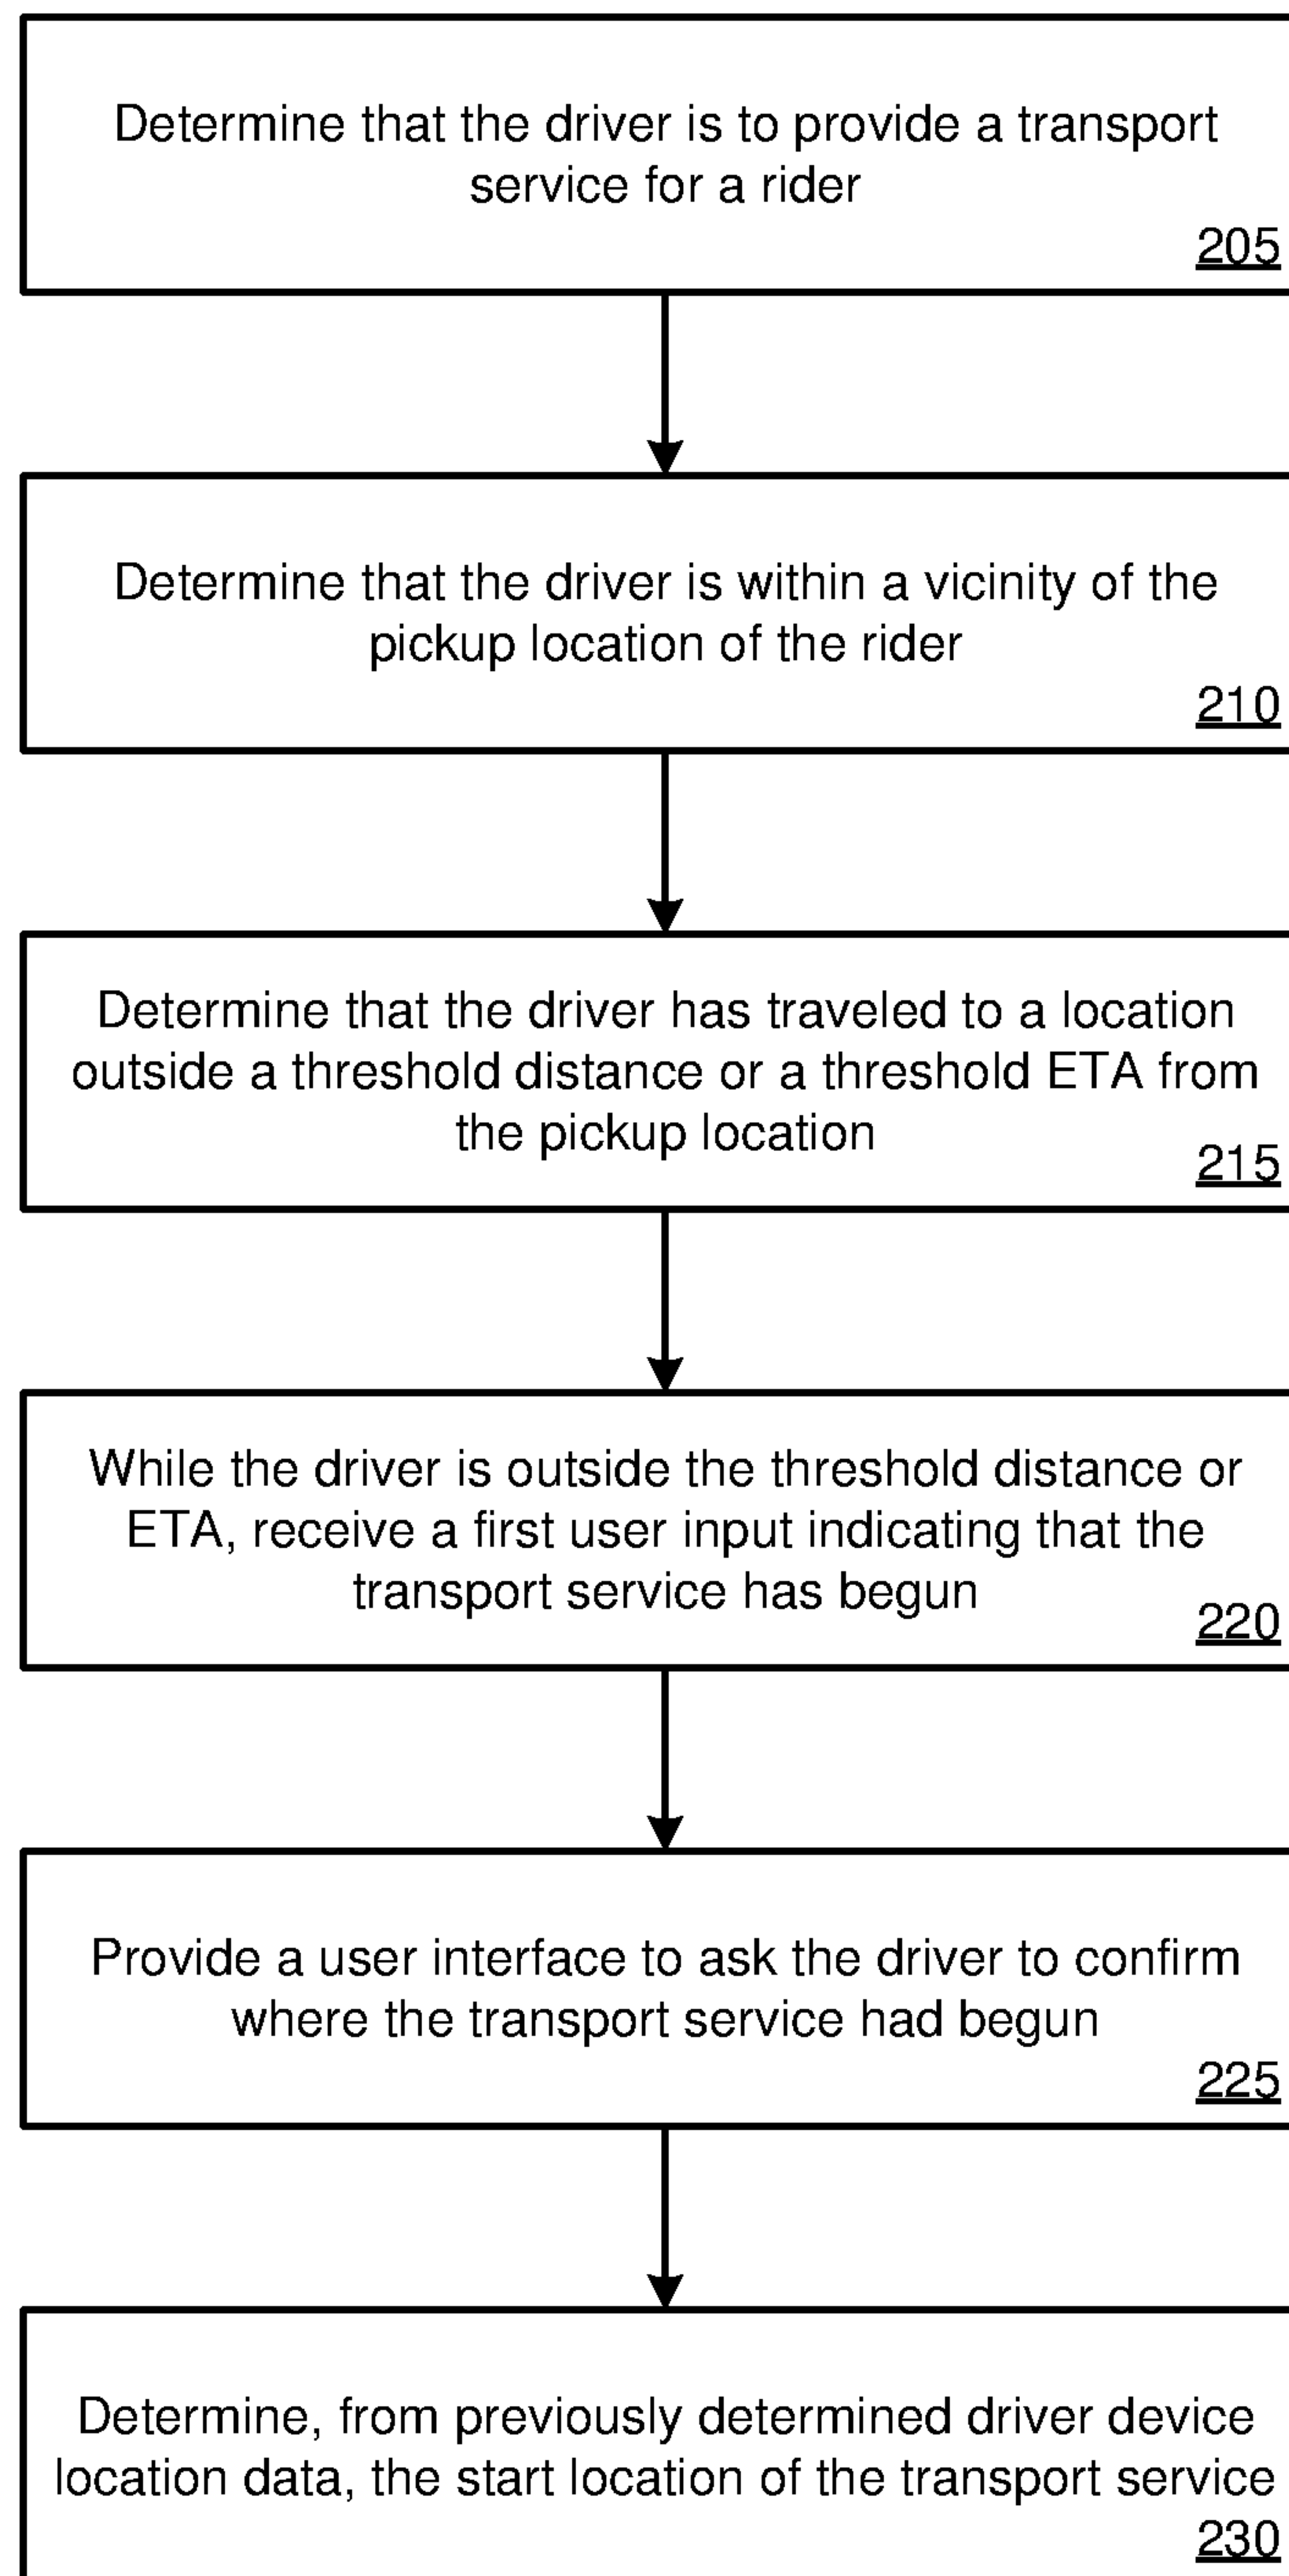 Determine that the driver is to provide a transport
service for a rider
205
Determine that the driver is within a vicinity of the
pickup location of the rider
210
Determine that the driver has traveled to a location
outside a threshold distance or a threshold ETA from
the pickup location
215
While the driver is outside the threshold distance or
ETA, receive a first user input indicating that the
transport service has begun
220
Provide a user interface to ask the driver to confirm
where the transport service had begun
225
Determine, from previously determined driver device
location data, the start location of the transport service
230